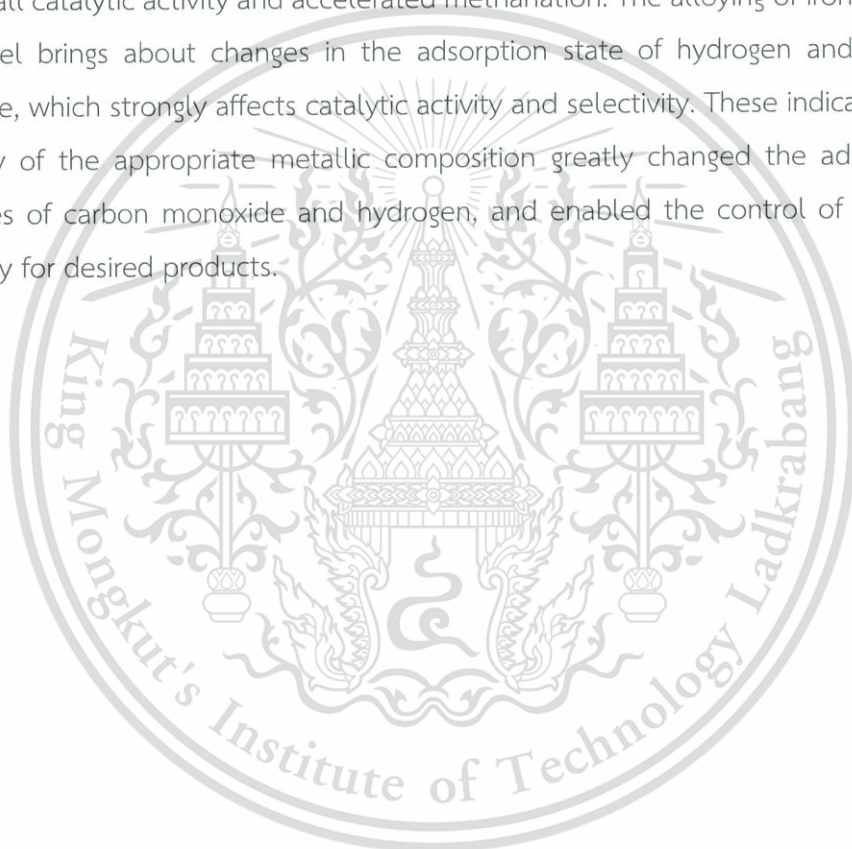 all catalytic activity and accelerated methanation. The alloying of iron
el brings about changes in the adsorption state of hydrogen and
e, which strongly affects catalytic activity and selectivity. These indica
y of the appropriate metallic composition greatly changed the ad
es of carbon monoxide and hydrogen, and enabled the control of
y for desired products.
King Mongkut's Institute of Technology Ladkrabang